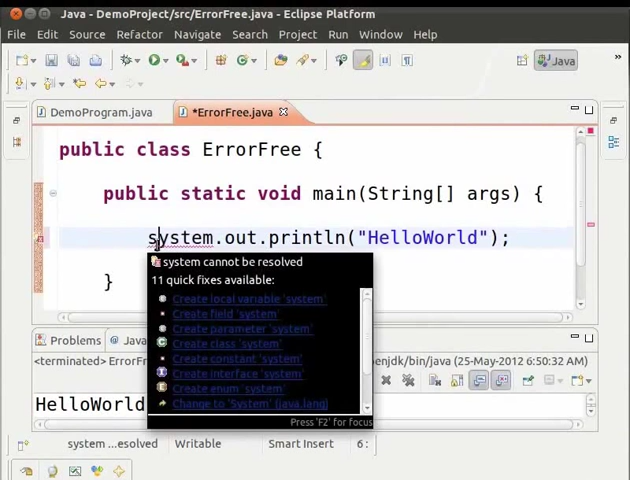 Java - DemoProject/src/ErrorFree.java - Eclipse Platform
File Edit Source Refactor Navigate Search Project Run Window Help
Java
DemoProgram.java *ErrorFree.java
public class ErrorFree {
public static void main(String[] args) {
system.out.println("HelloWorld");
}
system cannot be resolved
11 quick fixes available:
Create local variable 'system'
Create field 'system'
Create parameter 'system'
Create class 'system'
Create constant 'system'
Create interface 'system'
Create enum 'system'
Change to 'System' (java.lang)
Press 'F2' for focus
Problems Java
<terminated> ErrorFr enjdk/bin/java (25-May-2012 6:50:32 AM)
HelloWorld
system ...esolved Writable Smart Insert 6 :